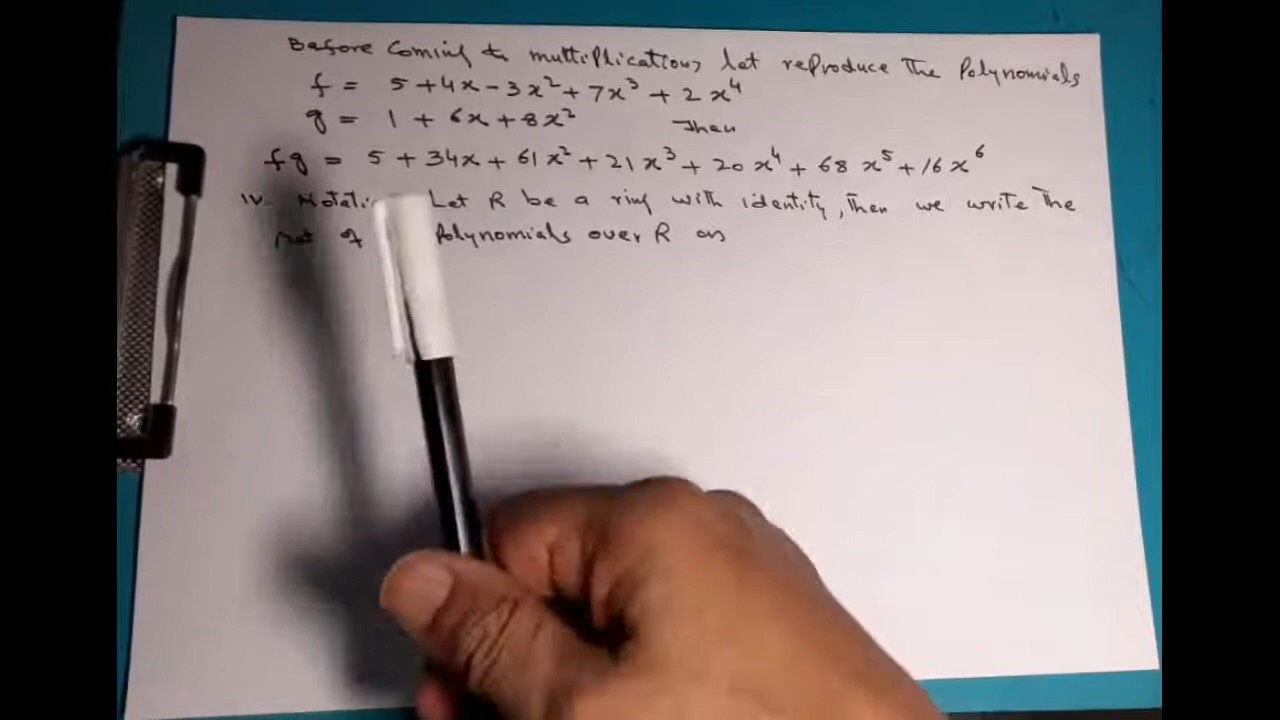 Before Coming to multiplication, let reproduce the Polynomials
f = 5 + 4x - 3x² + 7x³ + 2x⁴
g = 1 + 6x + 8x² Then
fg = 5 + 34x + 61x² + 21x³ + 20x⁴ + 68x⁵ + 16x⁶
iv. Let R be a ring with identity, Then we write The
set of Polynomials over R as